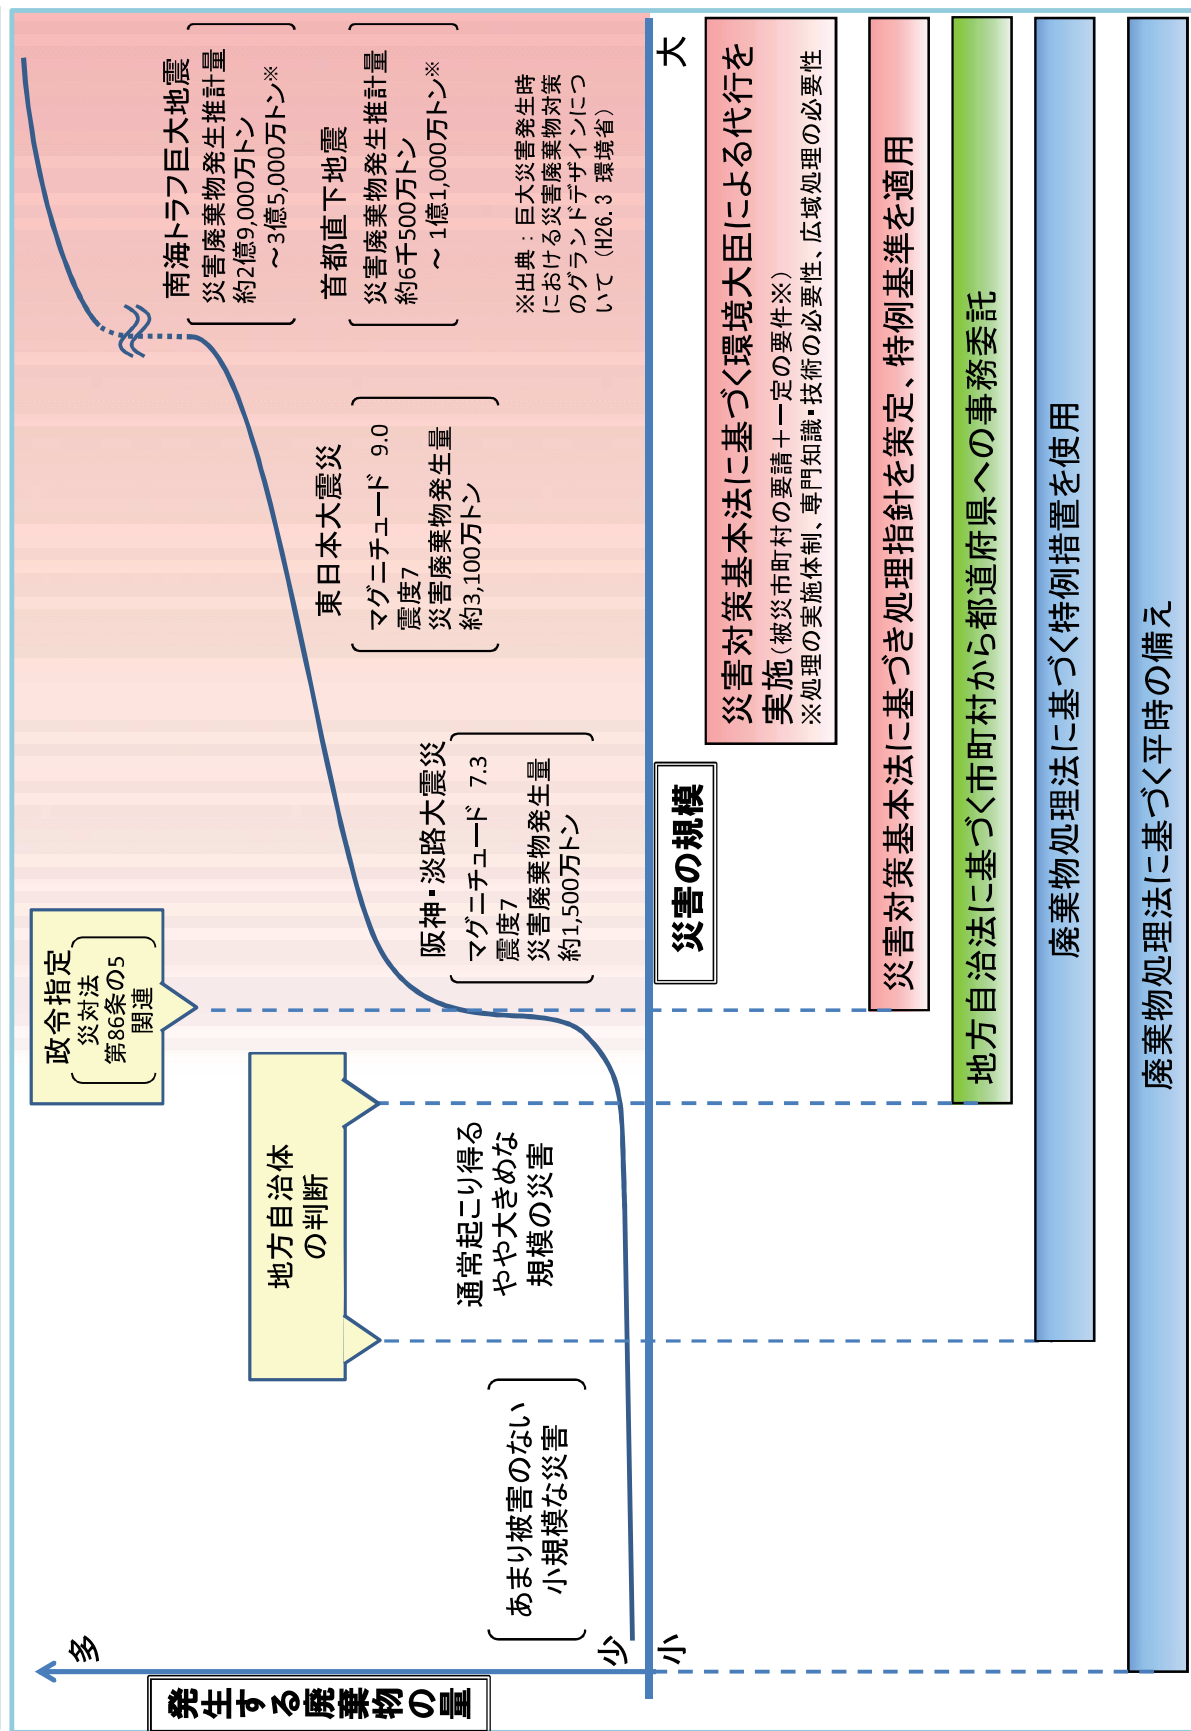 発生する廃棄物の量
多
少
小
大
災害の規模
政令指定
災対法
第86条の5
関連
地方自治体
の判断
あまり被害のない
小規模な災害
通常起こり得る
やや大きめな
規模の災害
阪神・淡路大震災
マグニチュード 7.3
震度7
災害廃棄物発生量
約1,500万トン
東日本大震災
マグニチュード 9.0
震度7
災害廃棄物発生量
約3,100万トン
南海トラフ巨大地震
災害廃棄物発生推計量
約2億9,000万トン
～3億5,000万トン※
首都直下地震
災害廃棄物発生推計量
約6千500万トン
～1億1,000万トン※
※出典：巨大災害発生時
における災害廃棄物対策
のグランドデザインにつ
いて（H26.3 環境省）
災害対策基本法に基づく環境大臣による代行を
実施（被災市町村の要請＋一定の要件※）
※処理の実施体制、専門知識・技術の必要性、広域処理の必要性
災害対策基本法に基づき処理指針を策定、特例基準を適用
地方自治法に基づく市町村から都道府県への事務委託
廃棄物処理法に基づく特例措置を使用
廃棄物処理法に基づく平時の備え